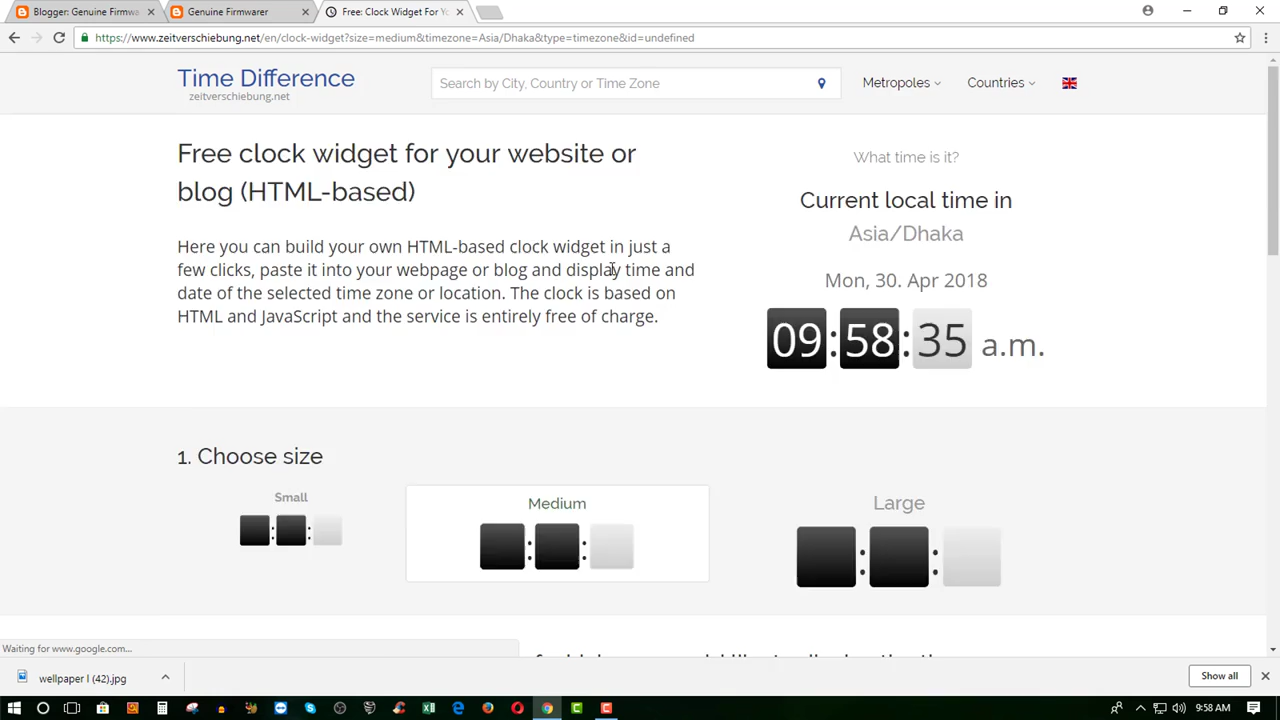 Blogger: Genuine Firmwa
Genuine Firmwarer
Free: Clock Widget For Yo
https://www.zeitverschiebung.net/en/clock-widget?size=medium&timezone=Asia/Dhaka&type=timezone&id=undefined
Time Difference
zeitverschiebung.net
Search by City, Country or Time Zone
Metropoles
Countries
Free clock widget for your website or
blog (HTML-based)
Here you can build your own HTML-based clock widget in just a
few clicks, paste it into your webpage or blog and display time and
date of the selected time zone or location. The clock is based on
HTML and JavaScript and the service is entirely free of charge.
What time is it?
Current local time in
Asia/Dhaka
Mon, 30. Apr 2018
09:58:35 a.m.
1. Choose size
Small
Medium
Large
Waiting for www.google.com...
wellpaper I (42).jpg
Show all
9:58 AM